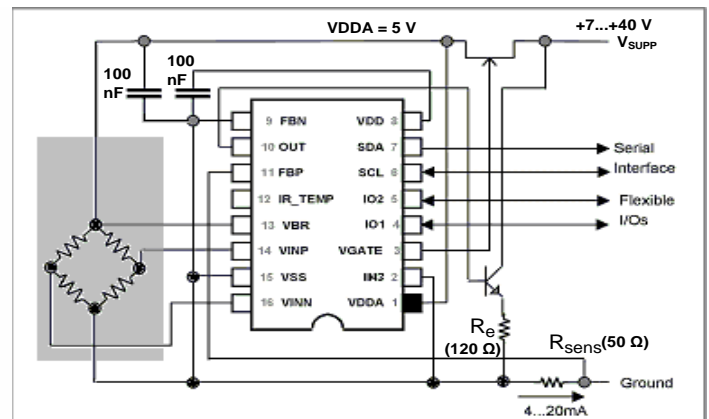 VDDA = 5 V
+7...+40 V
VSUPP
100 nF
100 nF
9 FBN
VDD 8
10 OUT
SDA 7
Serial
11 FBP
SCL 6
Interface
12 IR_TEMP
IO2 5
Flexible
13 VBR
IO1 4
I/Os
14 VINP
VGATE 3
15 VSS
IN3 2
16 VINN
VDDA 1
Re
(120 Ω)
Rsens(50 Ω)
Ground
4...20mA